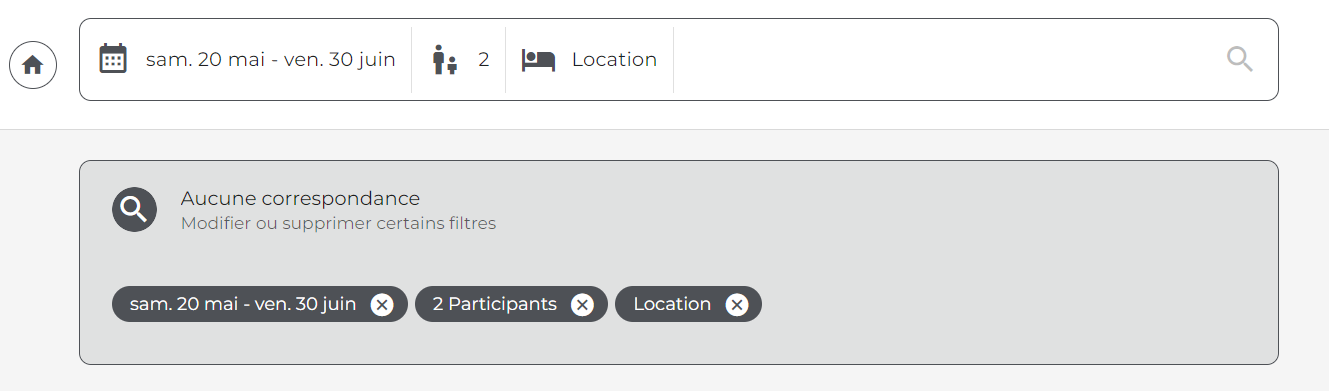 sam. 20 mai - ven. 30 juin 2 Location
Aucune correspondance
Modifier ou supprimer certains filtres
sam. 20 mai - ven. 30 juin 2 Participants Location